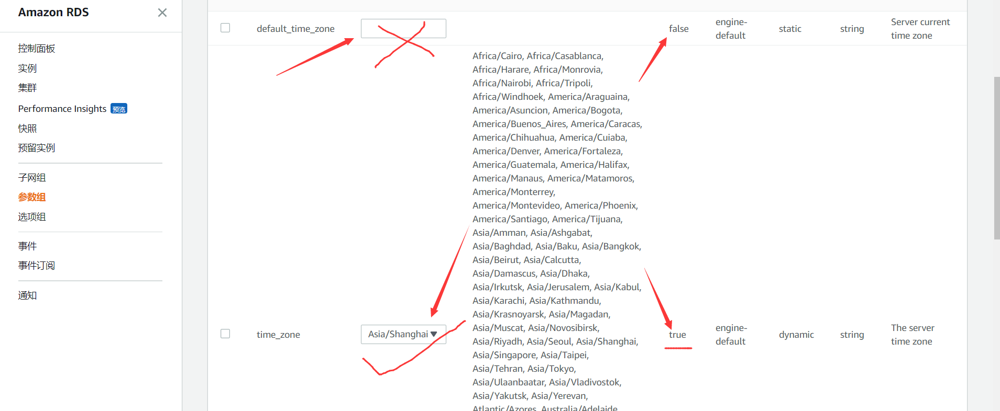 Amazon RDS
控制面板
实例
集群
Performance Insights 预览
快照
预留实例
子网组
参数组
选项组
事件
事件订阅
通知
default_time_zone
false
engine-
default
static
string
Server current
time zone
time_zone
Asia/Shanghai
Africa/Cairo, Africa/Casablanca,
Africa/Harare, Africa/Monrovia,
Africa/Nairobi, Africa/Tripoli,
Africa/Windhoek, America/Araguaina,
America/Asuncion, America/Bogota,
America/Buenos_Aires, America/Caracas,
America/Chihuahua, America/Cuiaba,
America/Denver, America/Fortaleza,
America/Guatemala, America/Halifax,
America/Manaus, America/Matamoros,
America/Monterrey,
America/Montevideo, America/Phoenix,
America/Santiago, America/Tijuana,
Asia/Amman, Asia/Ashgabat,
Asia/Baghdad, Asia/Baku, Asia/Bangkok,
Asia/Beirut, Asia/Calcutta,
Asia/Damascus, Asia/Dhaka,
Asia/Irkutsk, Asia/Jerusalem, Asia/Kabul,
Asia/Karachi, Asia/Kathmandu,
Asia/Krasnoyarsk, Asia/Magadan,
Asia/Muscat, Asia/Novosibirsk,
Asia/Riyadh, Asia/Seoul, Asia/Shanghai,
Asia/Singapore, Asia/Taipei,
Asia/Tehran, Asia/Tokyo,
Asia/Ulaanbaatar, Asia/Vladivostok,
Asia/Yakutsk, Asia/Yerevan,
Atlantic/Azores, Australia/Adelaide
true
engine-
default
dynamic
string
The server
time zone